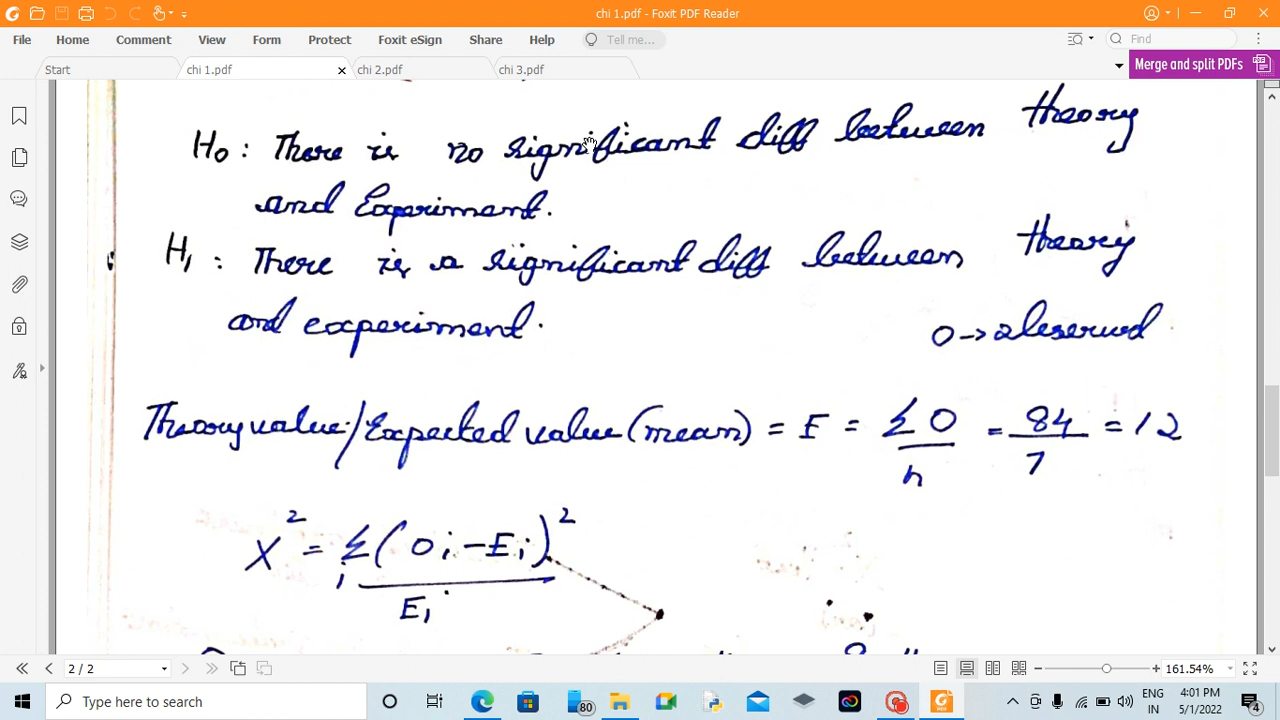 chi 1.pdf - Foxit PDF Reader
File Home Comment View Form Protect Foxit eSign Share Help Tell me... Find
Start chi 1.pdf chi 2.pdf chi 3.pdf Merge and split PDFs
H₀ : There is no significant diff between theory
and Experiment.
H₁ : There is a significant diff between theory
and experiment.
O → observed
Theory value / Expected value (mean) = E = ΣO/n = 84/7 = 12
X² = Σᵢ (Oᵢ - Eᵢ)² / Eᵢ
2 / 2 161.54%
Type here to search 80 ENG IN 4:01 PM 5/1/2022 4